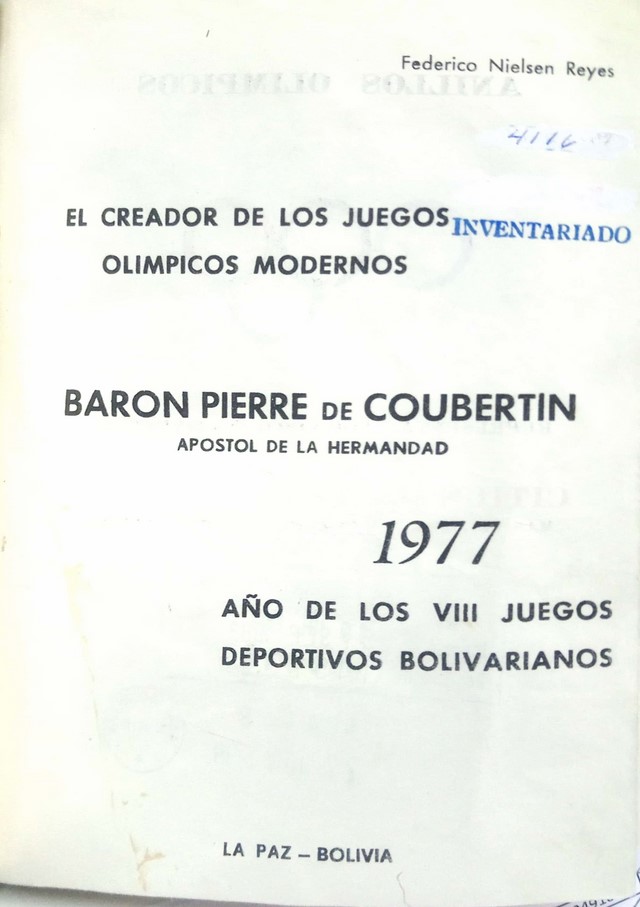 Federico Nielsen Reyes
EL CREADOR DE LOS JUEGOS
INVENTARIADO
OLIMPICOS MODERNOS
BARON PIERRE DE COUBERTIN
APOSTOL DE LA HERMANDAD
1977
AÑO DE LOS VIII JUEGOS
DEPORTIVOS BOLIVARIANOS
LA PAZ – BOLIVIA